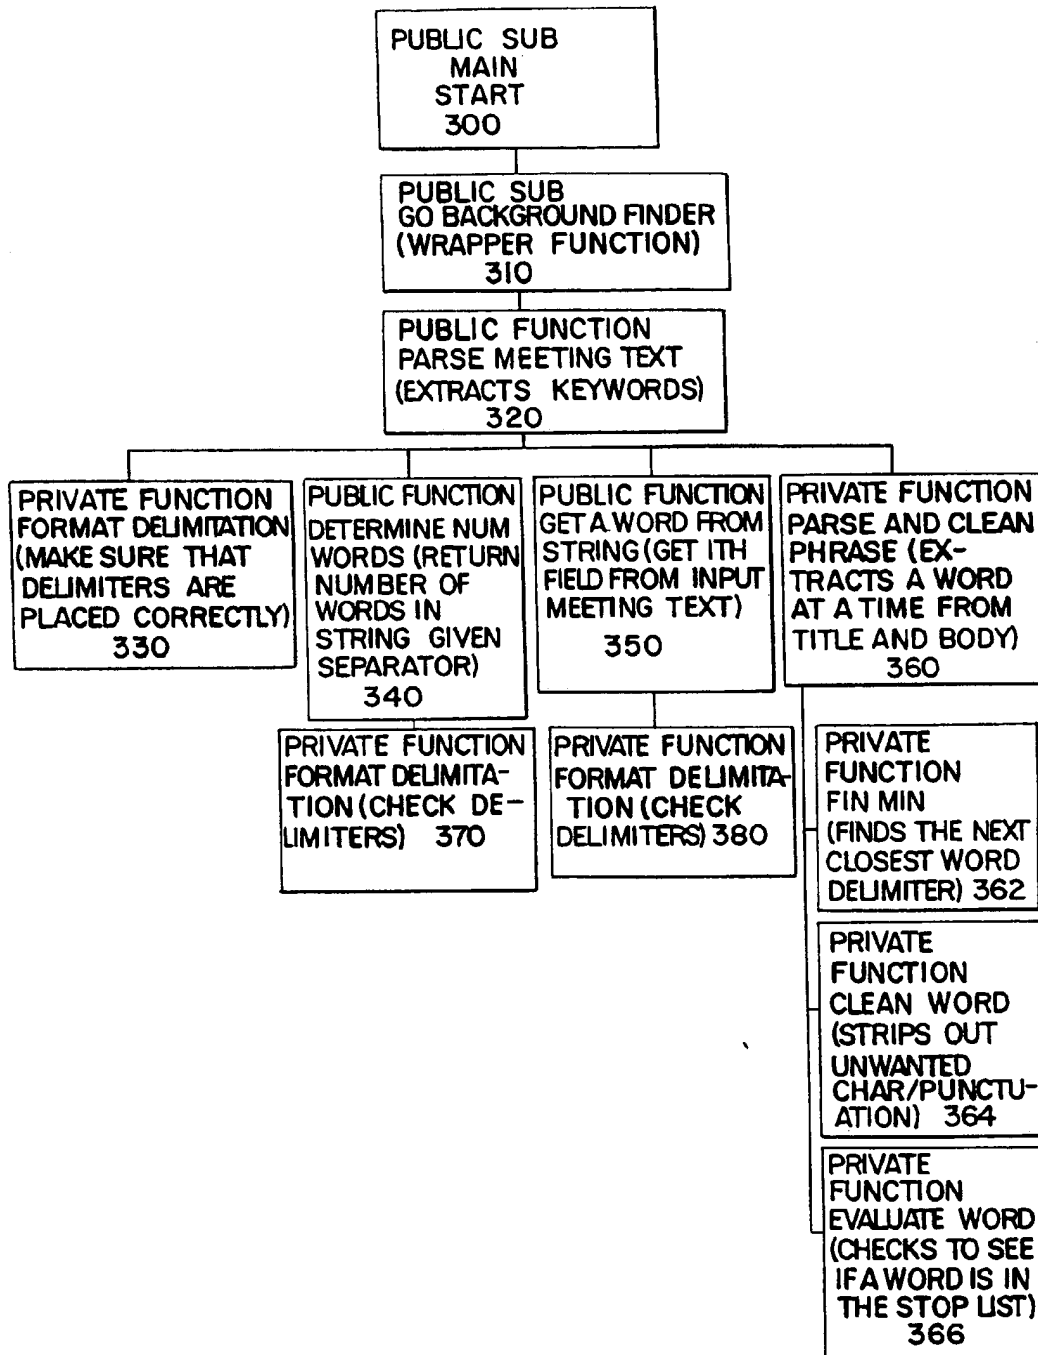 PUBLIC SUB
MAIN
START
300
PUBLIC SUB
GO BACKGROUND FINDER
(WRAPPER FUNCTION)
310
PUBLIC FUNCTION
PARSE MEETING TEXT
(EXTRACTS KEYWORDS)
320
PRIVATE FUNCTION
FORMAT DELIMITATION
(MAKE SURE THAT
DELIMITERS ARE
PLACED CORRECTLY)
330
PUBLIC FUNCTION
DETERMINE NUM
WORDS (RETURN
NUMBER OF
WORDS IN
STRING GIVEN
SEPARATOR)
340
PUBLIC FUNCTION
GET A WORD FROM
STRING (GET ITH
FIELD FROM INPUT
MEETING TEXT)
350
PRIVATE FUNCTION
PARSE AND CLEAN
PHRASE (EX-
TRACTS A WORD
AT A TIME FROM
TITLE AND BODY)
360
PRIVATE FUNCTION
FORMAT DELIMITA-
TION (CHECK DE-
LIMITERS) 370
PRIVATE FUNCTION
FORMAT DELIMITA-
TION (CHECK
DELIMITERS) 380
PRIVATE
FUNCTION
FIN MIN
(FINDS THE NEXT
CLOSEST WORD
DELIMITER) 362
PRIVATE
FUNCTION
CLEAN WORD
(STRIPS OUT
UNWANTED
CHAR/PUNCTU-
ATION) 364
PRIVATE
FUNCTION
EVALUATE WORD
(CHECKS TO SEE
IF A WORD IS IN
THE STOP LIST)
366